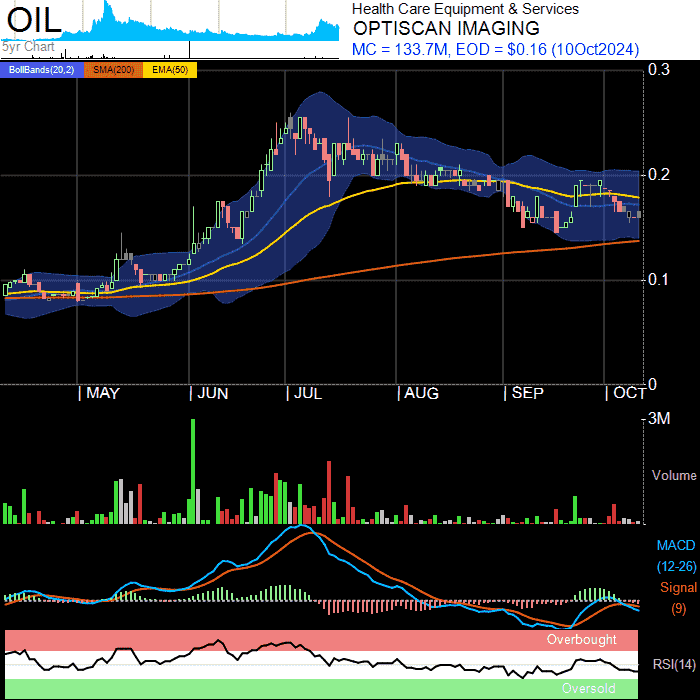 OIL
Health Care Equipment & Services
OPTISCAN IMAGING
MC = 133.7M, EOD = $0.16 (10Oct2024)
5yr Chart
BollBands(20,2) SMA(200) EMA(50)
0.3
0.2
0.1
0
| MAY | JUN | JUL | AUG | SEP | OCT
3M
Volume
MACD
(12-26)
Signal
(9)
Overbought
RSI(14)
Oversold